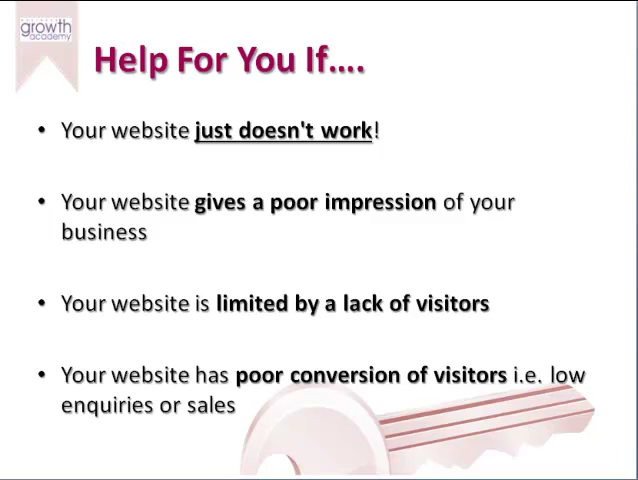 growth
academy
Help For You If….
• Your website just doesn't work!
• Your website gives a poor impression of your
business
• Your website is limited by a lack of visitors
• Your website has poor conversion of visitors i.e. low
enquiries or sales